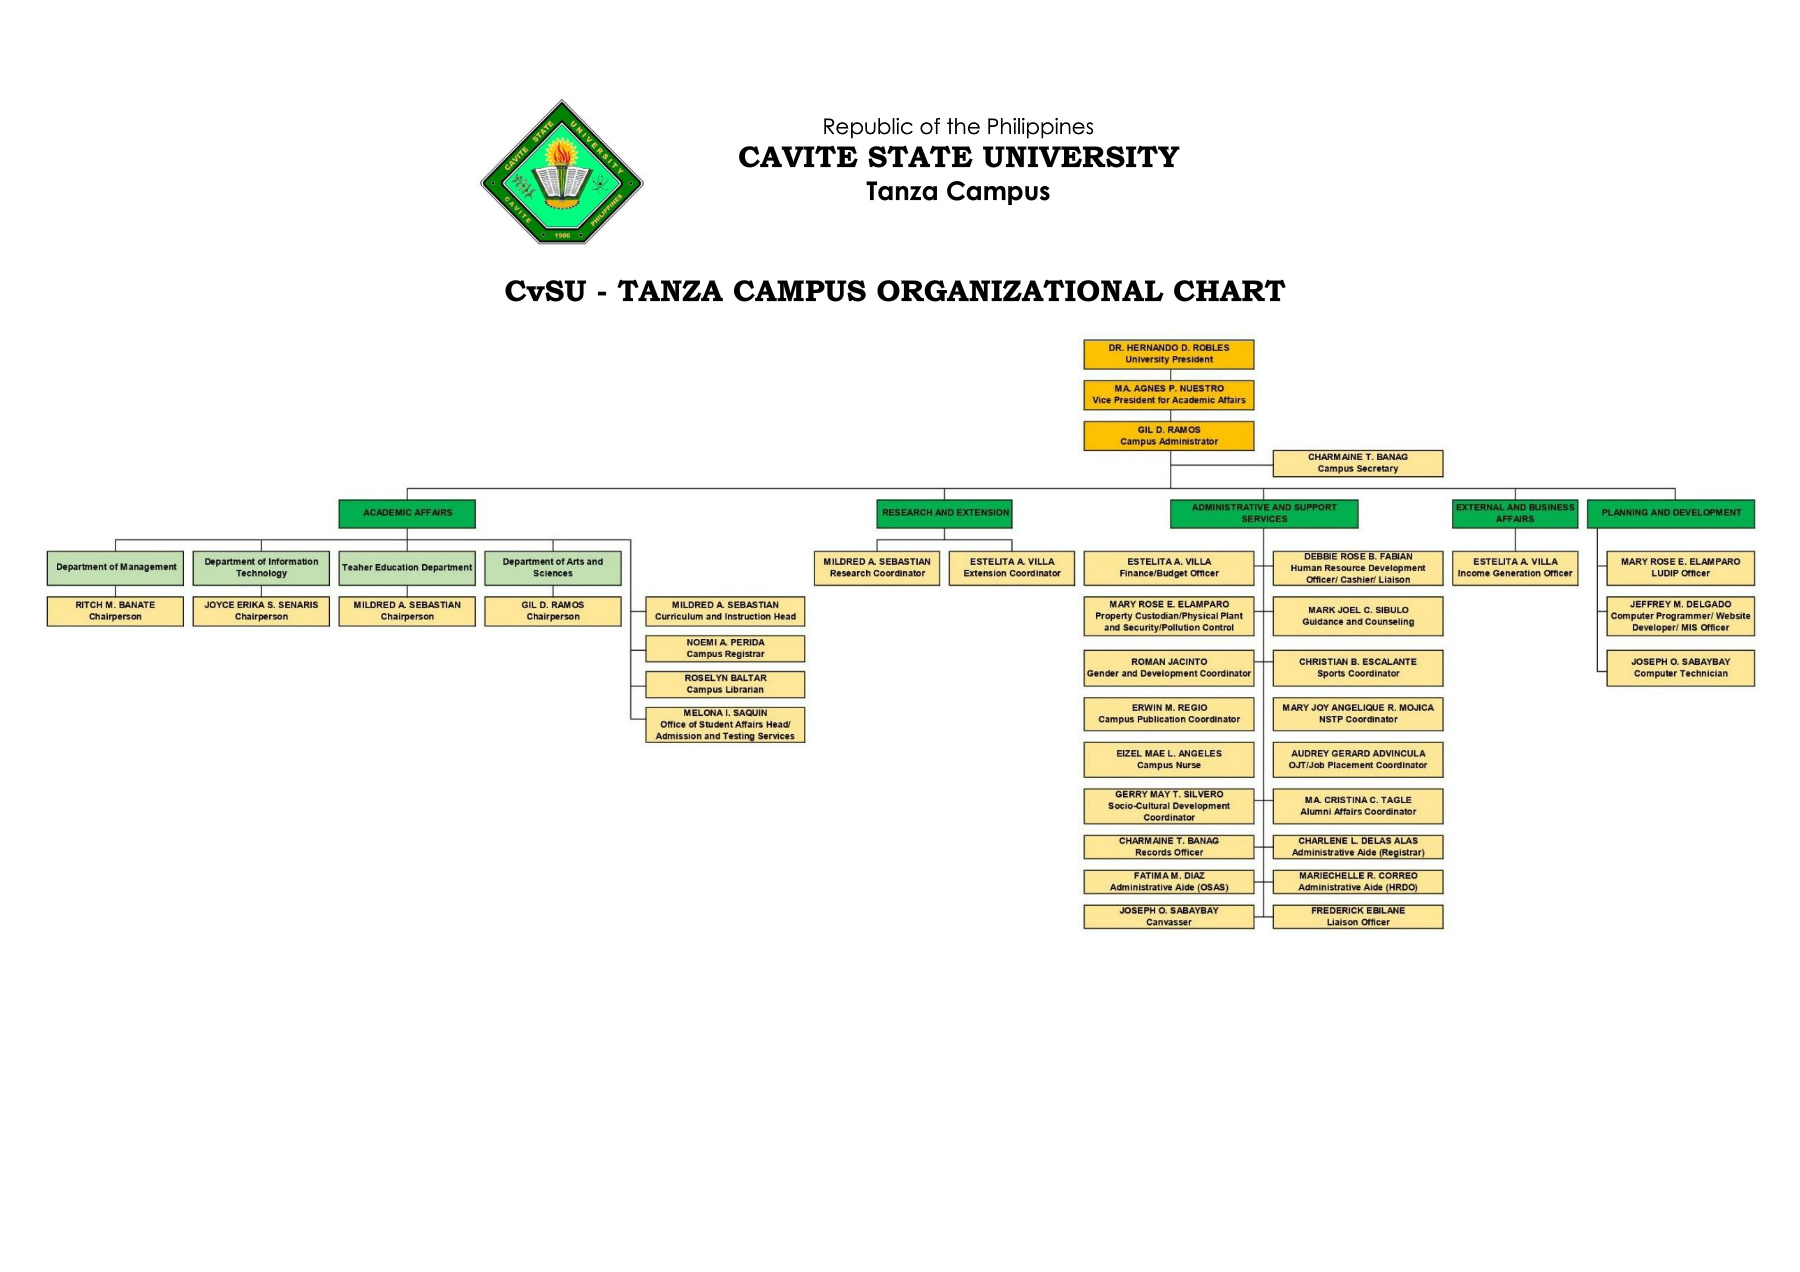 CAVITE STATE UNIVERSITY
CAVITE PHILIPPINES
1906
Republic of the Philippines
CAVITE STATE UNIVERSITY
Tanza Campus
CvSU - TANZA CAMPUS ORGANIZATIONAL CHART
DR. HERNANDO D. ROBLES
University President
MA. AGNES P. NUESTRO
Vice President for Academic Affairs
GIL D. RAMOS
Campus Administrator
CHARMAINE T. BANAG
Campus Secretary
ACADEMIC AFFAIRS
Department of Management
RITCH M. BANATE
Chairperson
Department of Information
Technology
JOYCE ERIKA S. SENARIS
Chairperson
Teaher Education Department
MILDRED A. SEBASTIAN
Chairperson
Department of Arts and
Sciences
GIL D. RAMOS
Chairperson
MILDRED A. SEBASTIAN
Curriculum and Instruction Head
NOEMI A. PERIDA
Campus Registrar
ROSELYN BALTAR
Campus Librarian
MELONA I. SAQUIN
Office of Student Affairs Head/
Admission and Testing Services
RESEARCH AND EXTENSION
MILDRED A. SEBASTIAN
Research Coordinator
ESTELITA A. VILLA
Extension Coordinator
ADMINISTRATIVE AND SUPPORT
SERVICES
ESTELITA A. VILLA
Finance/Budget Officer
DEBBIE ROSE B. FABIAN
Human Resource Development
Officer/ Cashier/ Liaison
MARY ROSE E. ELAMPARO
Property Custodian/Physical Plant
and Security/Pollution Control
MARK JOEL C. SIBULO
Guidance and Counseling
ROMAN JACINTO
Gender and Development Coordinator
CHRISTIAN B. ESCALANTE
Sports Coordinator
ERWIN M. REGIO
Campus Publication Coordinator
MARY JOY ANGELIQUE R. MOJICA
NSTP Coordinator
EIZEL MAE L. ANGELES
Campus Nurse
AUDREY GERARD ADVINCULA
OJT/Job Placement Coordinator
GERRY MAY T. SILVERO
Socio-Cultural Development
Coordinator
MA. CRISTINA C. TAGLE
Alumni Affairs Coordinator
CHARMAINE T. BANAG
Records Officer
CHARLENE L. DELAS ALAS
Administrative Aide (Registrar)
FATIMA M. DIAZ
Administrative Aide (OSAS)
MARIECHELLE R. CORREO
Administrative Aide (HRDO)
JOSEPH O. SABAYBAY
Canvasser
FREDERICK EBILANE
Liaison Officer
EXTERNAL AND BUSINESS
AFFAIRS
ESTELITA A. VILLA
Income Generation Officer
PLANNING AND DEVELOPMENT
MARY ROSE E. ELAMPARO
LUDIP Officer
JEFFREY M. DELGADO
Computer Programmer/ Website
Developer/ MIS Officer
JOSEPH O. SABAYBAY
Computer Technician